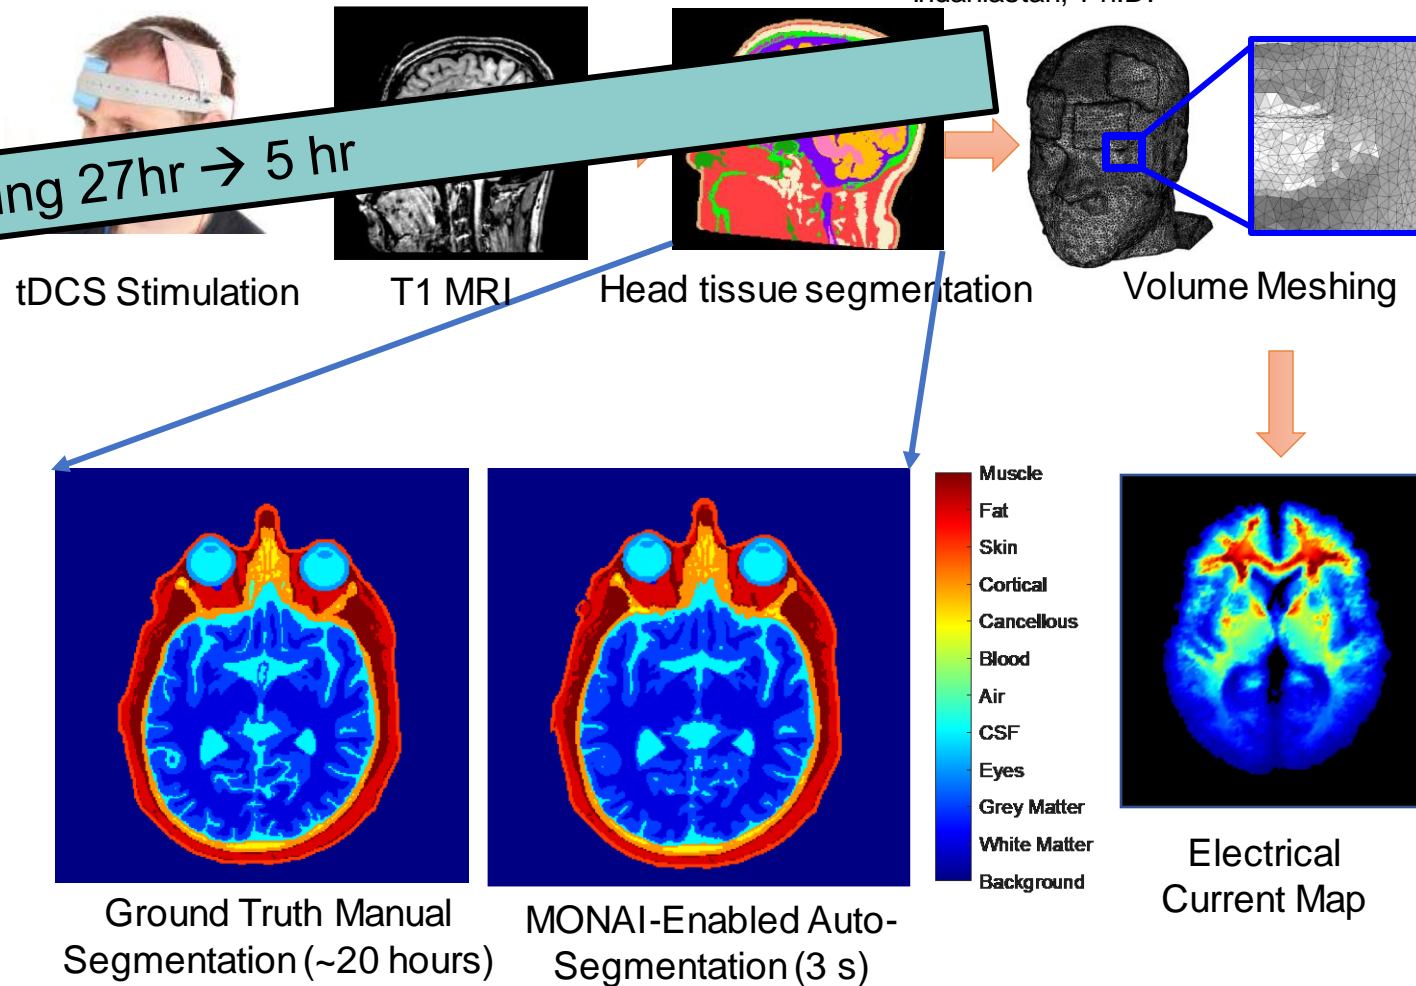 ing 27hr → 5 hr
tDCS Stimulation
T1 MRI
Head tissue segmentation
Volume Meshing
Muscle
Fat
Skin
Cortical
Cancellous
Blood
Air
CSF
Eyes
Grey Matter
White Matter
Background
Ground Truth Manual
Segmentation (~20 hours)
MONAI-Enabled Auto-
Segmentation (3 s)
Electrical
Current Map